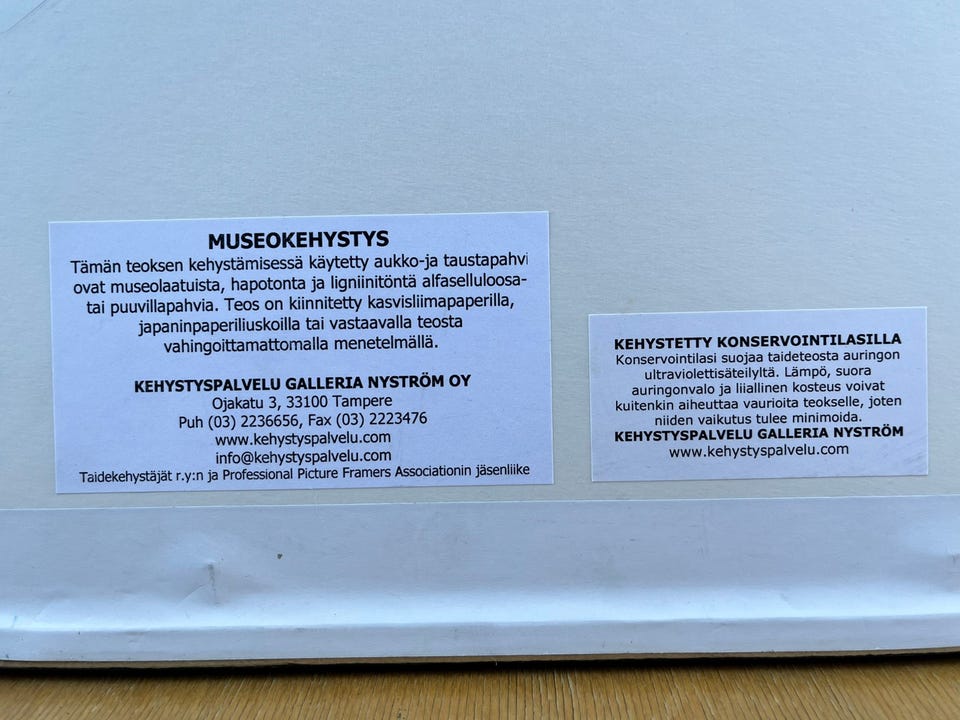 MUSEOKEHYSTYS
Tämän teoksen kehystämisessä käytetty aukko-ja taustapahvi
ovat museolaatuista, hapotonta ja ligniinitöntä alfaselluloosa-
tai puuvillapahvia. Teos on kiinnitetty kasvisliimapaperilla,
japaninpaperiliuskoilla tai vastaavalla teosta
vahingoittamattomalla menetelmällä.
KEHYSTYSPALVELU GALLERIA NYSTRÖM OY
Ojakatu 3, 33100 Tampere
Puh (03) 2236656, Fax (03) 2223476
www.kehystyspalvelu.com
info@kehystyspalvelu.com
Taidekehystäjät r.y:n ja Professional Picture Framers Associationin jäsenliike
KEHYSTETTY KONSERVOINTILASILLA
Konservointilasi suojaa taideteosta auringon
ultraviolettisäteilyltä. Lämpö, suora
auringonvalo ja liiallinen kosteus voivat
kuitenkin aiheuttaa vaurioita teokselle, joten
niiden vaikutus tulee minimoida.
KEHYSTYSPALVELU GALLERIA NYSTRÖM
www.kehystyspalvelu.com